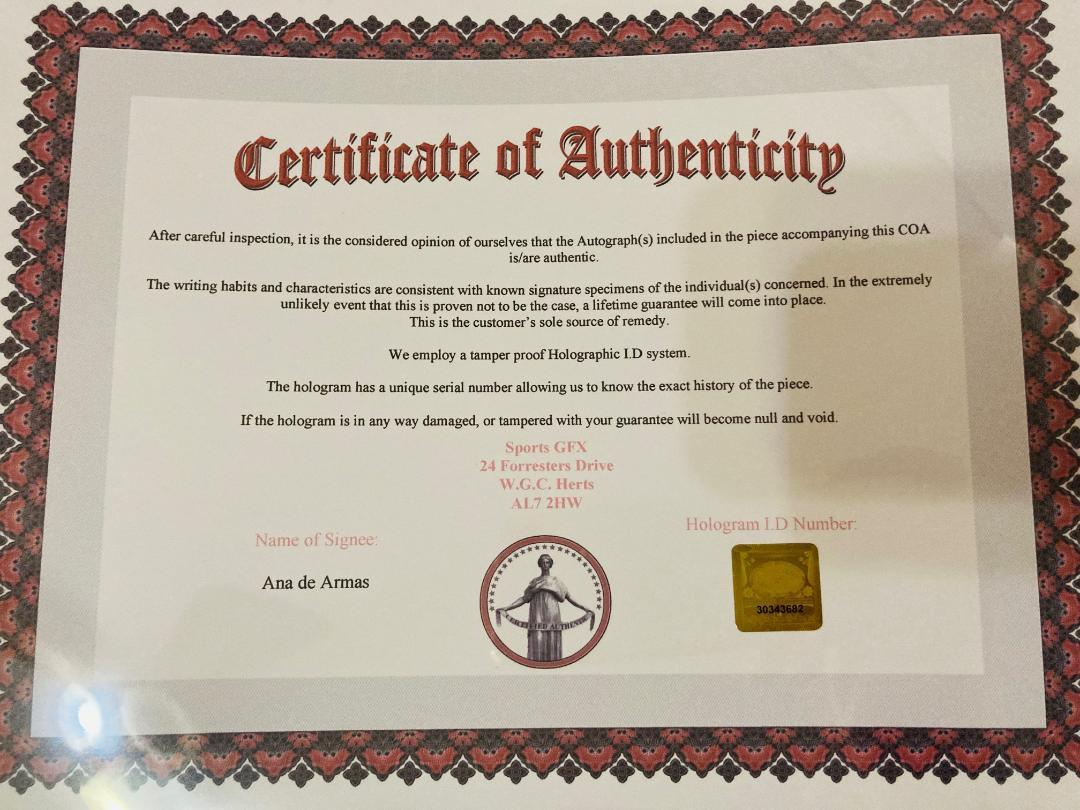 Certificate of Authenticity
After careful inspection, it is the considered opinion of ourselves that the Autograph(s) included in the piece accompanying this COA
is/are authentic.
The writing habits and characteristics are consistent with known signature specimens of the individual(s) concerned. In the extremely
unlikely event that this is proven not to be the case, a lifetime guarantee will come into place.
This is the customer's sole source of remedy.
We employ a tamper proof Holographic I.D system.
The hologram has a unique serial number allowing us to know the exact history of the piece.
If the hologram is in any way damaged, or tampered with your guarantee will become null and void.
Sports GFX
24 Forresters Drive
W.G.C. Herts
AL7 2HW
Name of Signee:
Ana de Armas
CERTIFIED AUTHENTIC
Hologram I.D Number:
30343682